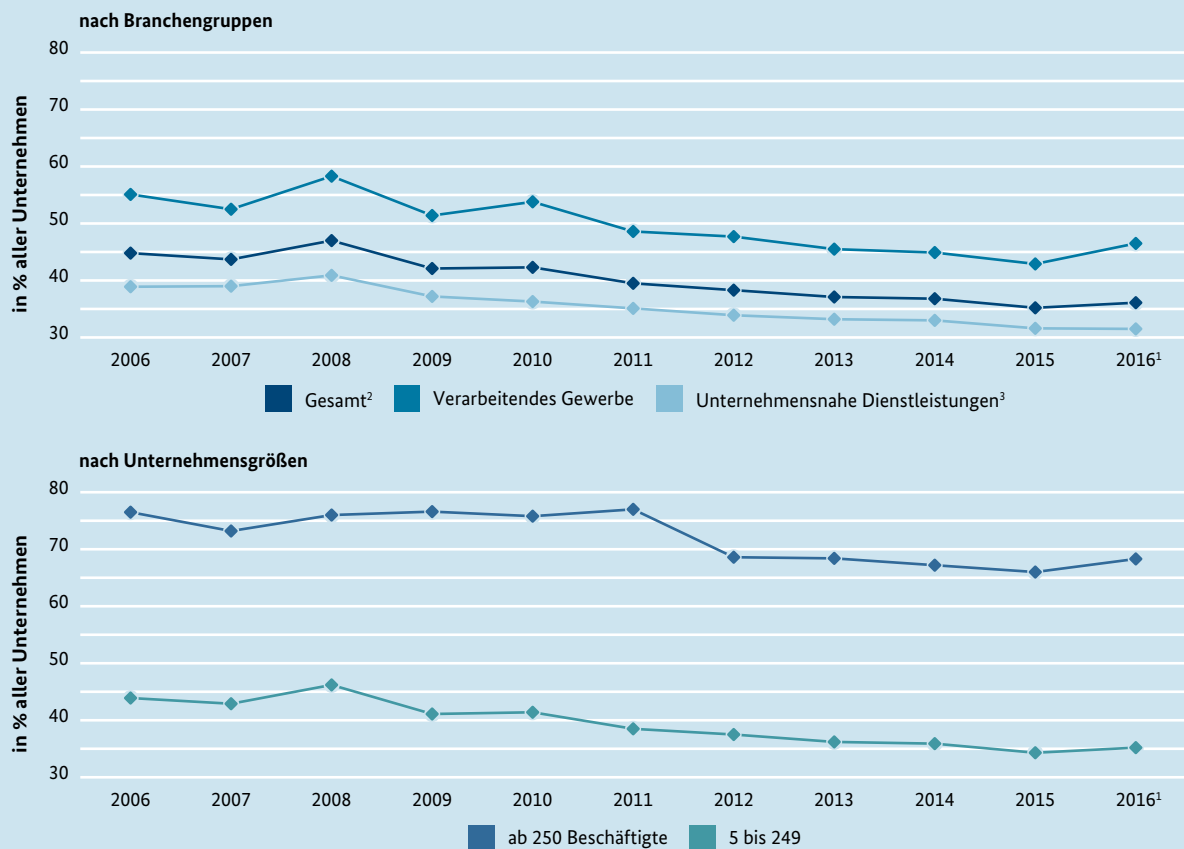 nach Branchengruppen
in % aller Unternehmen
80
70
60
50
40
30
2006 2007 2008 2009 2010 2011 2012 2013 2014 2015 2016¹
Gesamt² Verarbeitendes Gewerbe Unternehmensnahe Dienstleistungen³
nach Unternehmensgrößen
in % aller Unternehmen
80
70
60
50
40
30
2006 2007 2008 2009 2010 2011 2012 2013 2014 2015 2016¹
ab 250 Beschäftigte 5 bis 249